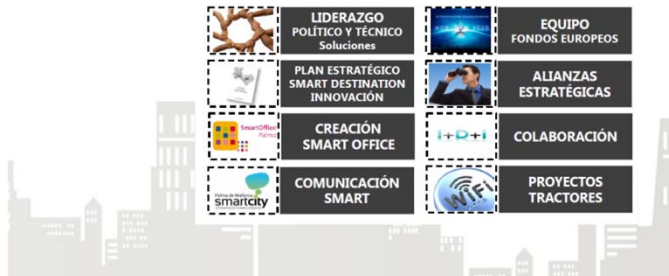 LIDERAZGO
POLÍTICO Y TÉCNICO
Soluciones
EQUIPO
FONDOS EUROPEOS
PLAN ESTRATÉGICO
SMART DESTINATION
INNOVACIÓN
ALIANZAS
ESTRATÉGICAS
SmartOffice
Palma
CREACIÓN
SMART OFFICE
I+D+i
COLABORACIÓN
Palma de Mallorca
smartcity
COMUNICACIÓN
SMART
WiFi
PROYECTOS
TRACTORES